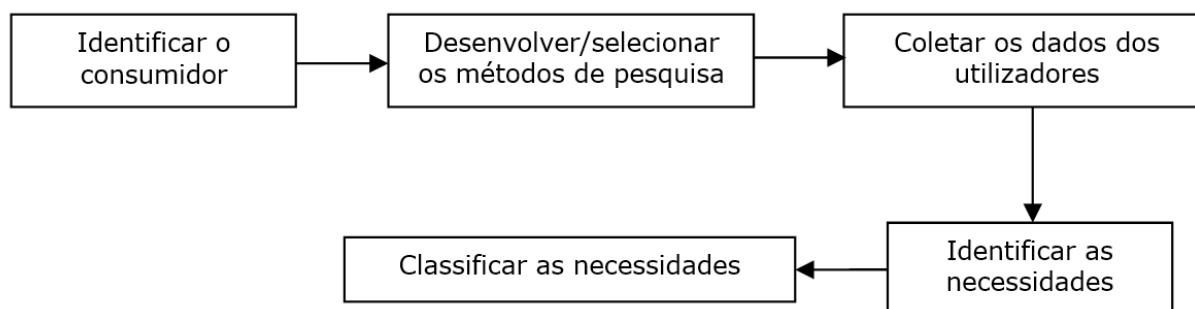 Identificar o
consumidor
Desenvolver/selecionar
os métodos de pesquisa
Coletar os dados dos
utilizadores
Identificar as
necessidades
Classificar as necessidades